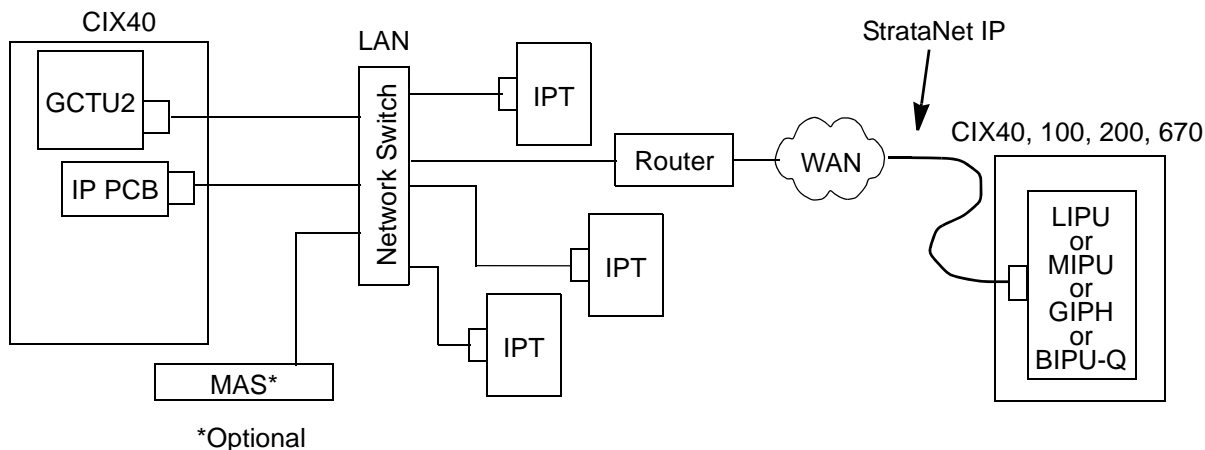 CIX40
GCTU2
IP PCB
MAS*
*Optional
LAN
Network Switch
IPT
IPT
IPT
Router
WAN
StrataNet IP
CIX40, 100, 200, 670
LIPU
or
MIPU
or
GIPH
or
BIPU-Q